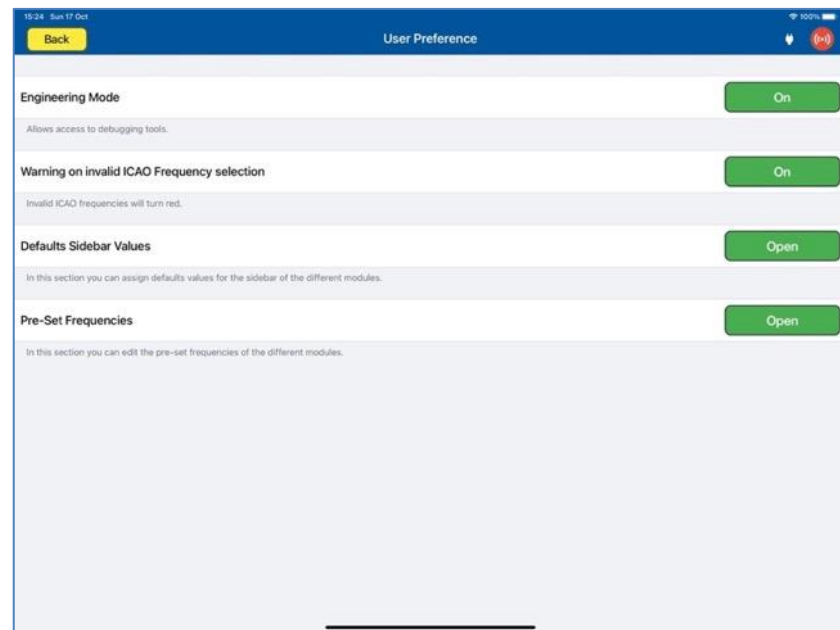 15:24 Sun 17 Oct
100%
Back
User Preference
Engineering Mode
On
Allows access to debugging tools.
Warning on invalid ICAO Frequency selection
On
Invalid ICAO frequencies will turn red.
Defaults Sidebar Values
Open
In this section you can assign defaults values for the sidebar of the different modules.
Pre-Set Frequencies
Open
In this section you can edit the pre-set frequencies of the different modules.